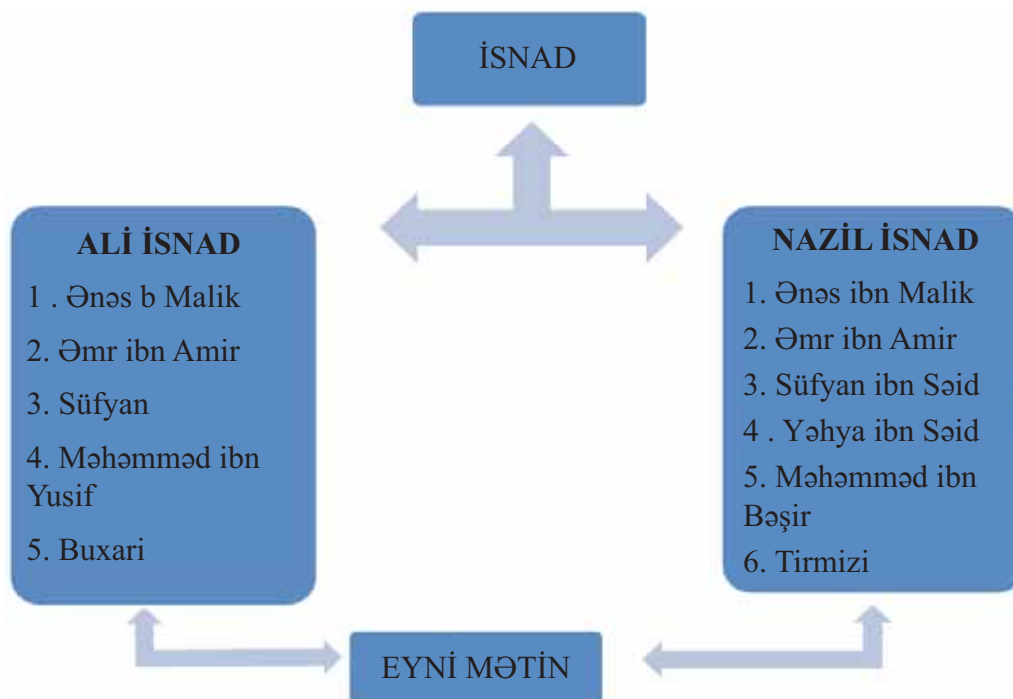 İSNAD
ALİ İSNAD
1 . Ənəs b Malik
2. Əmr ibn Amir
3. Süfyan
4. Məhəmməd ibn
Yusif
5. Buxari
NAZİL İSNAD
1. Ənəs ibn Malik
2. Əmr ibn Amir
3. Süfyan ibn Səid
4 . Yəhya ibn Səid
5. Məhəmməd ibn
Bəşir
6. Tirmizi
EYNİ MƏTİN